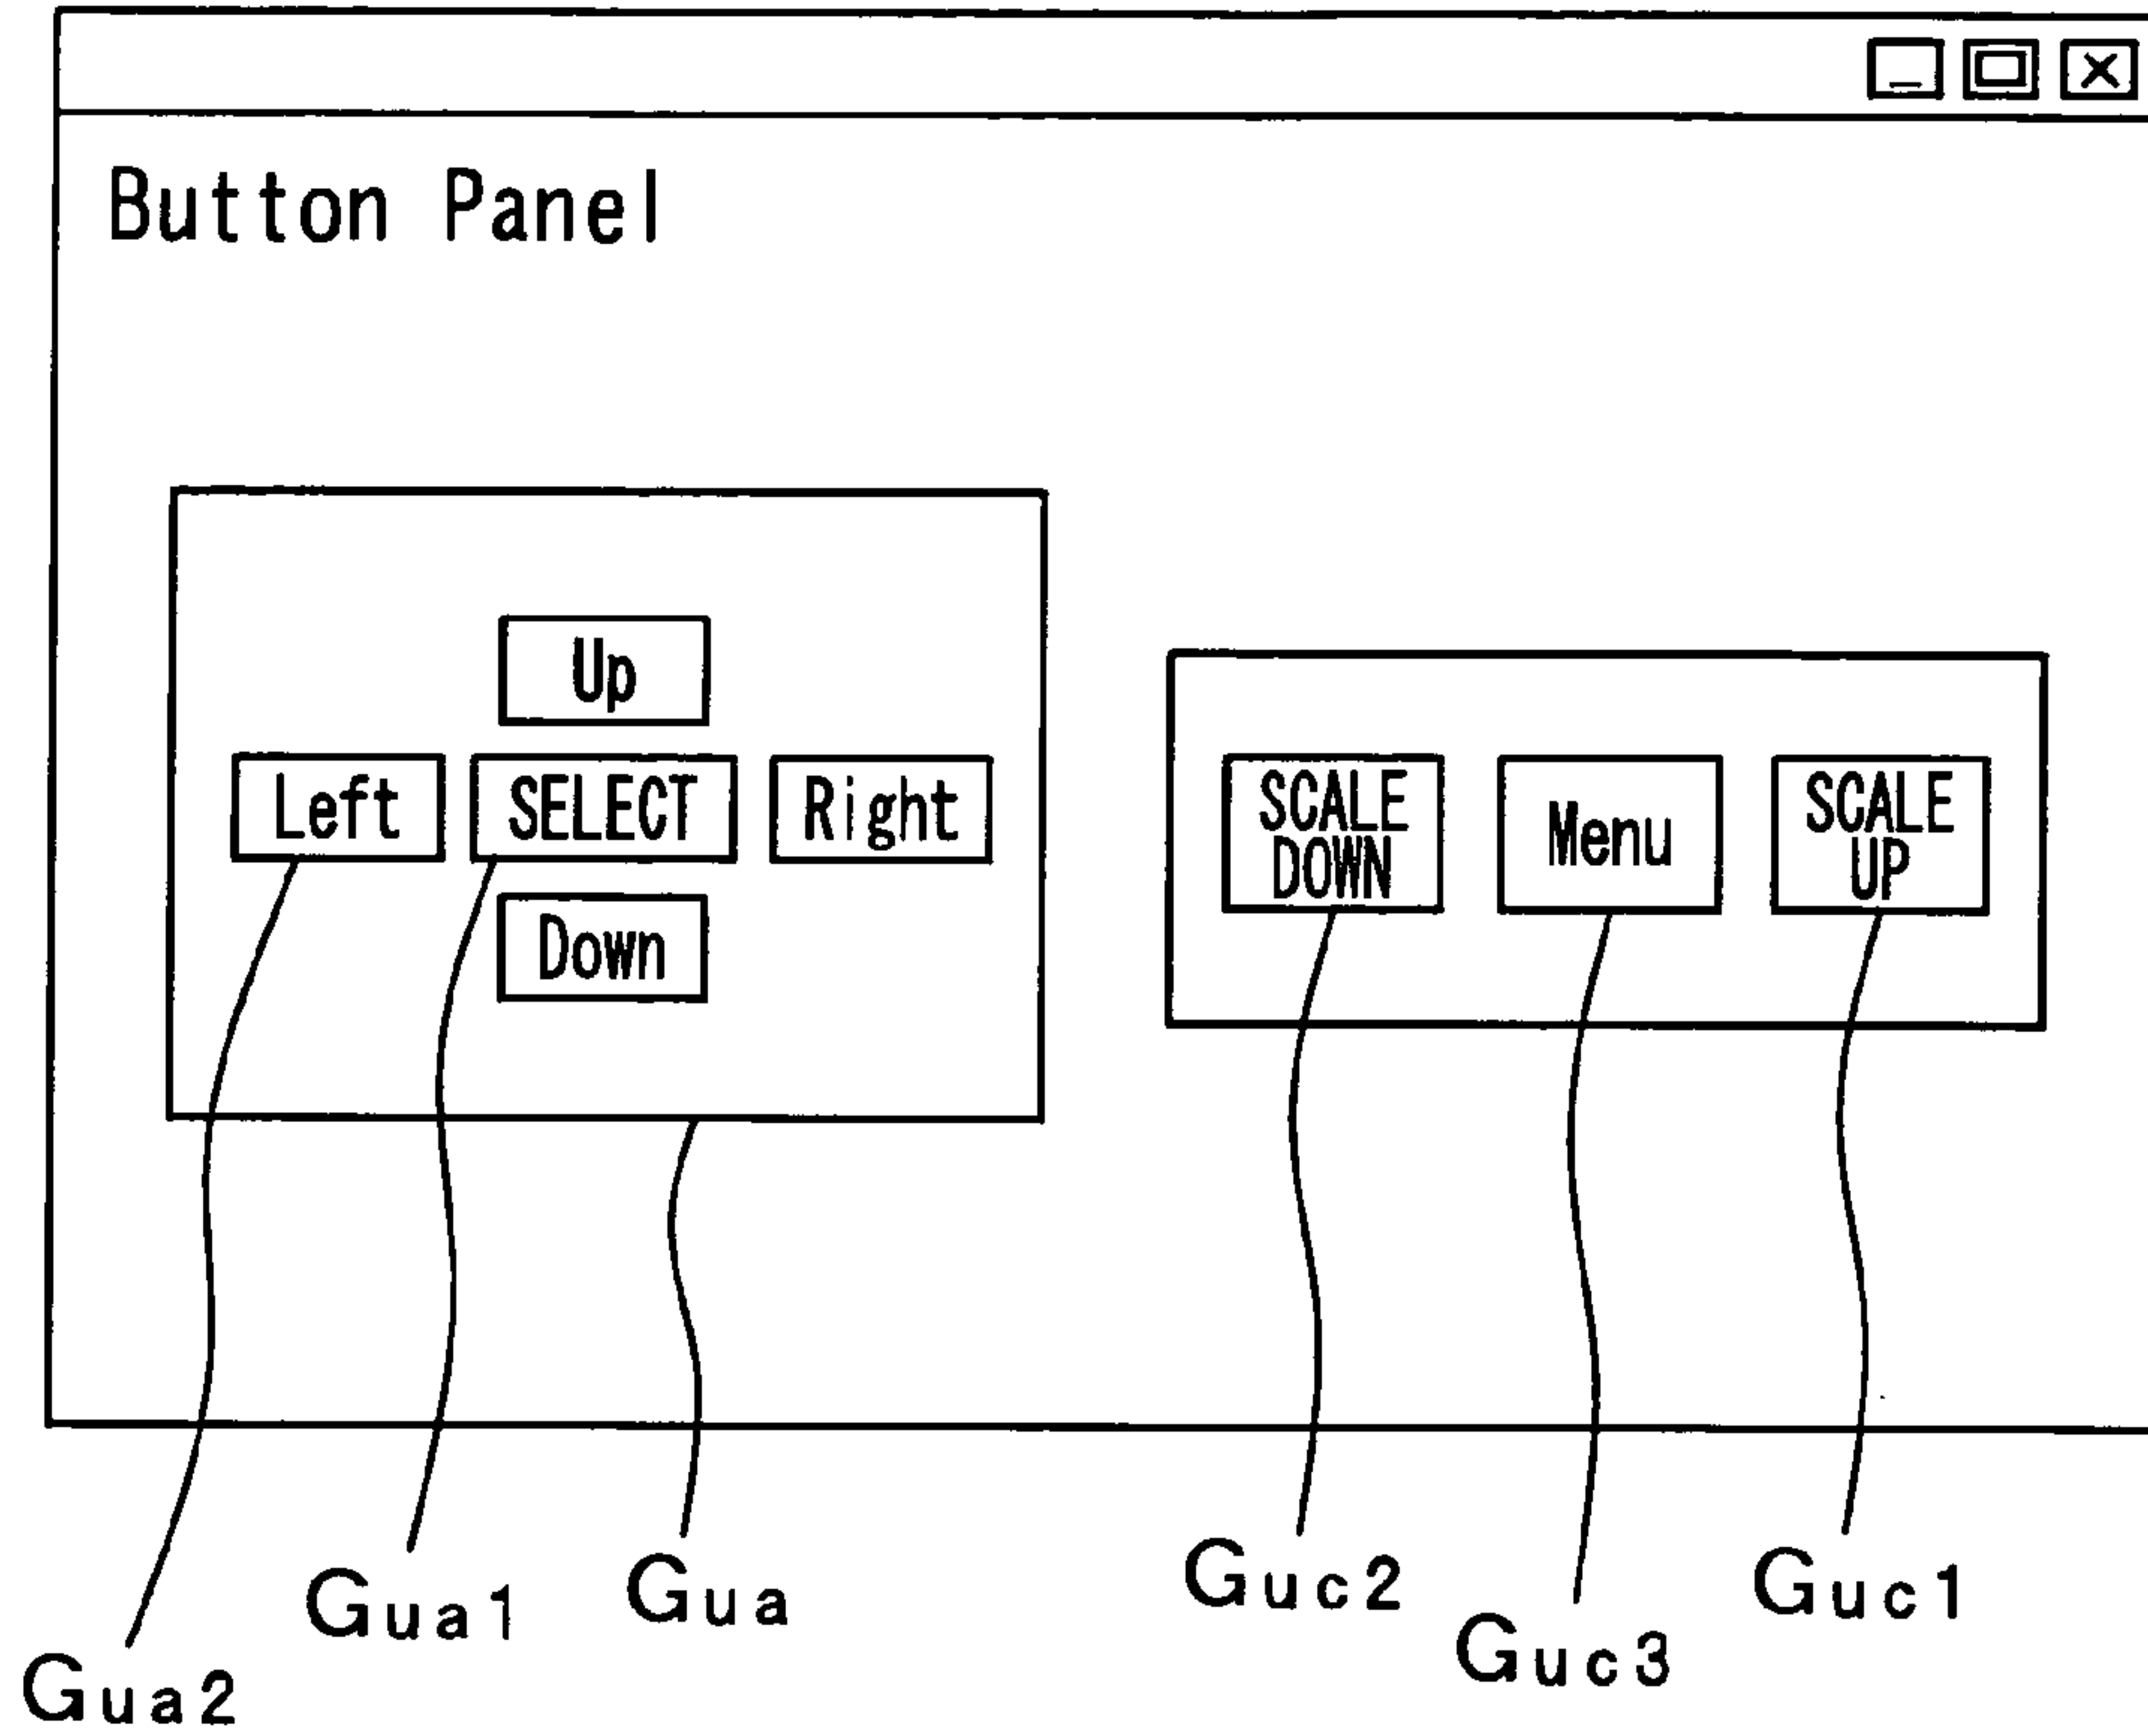 Button Panel
Up
Left SELECT Right
Down
SCALE DOWN
Menu
SCALE UP
Gua2
Gua1
Gua
Guc2
Guc3
Guc1